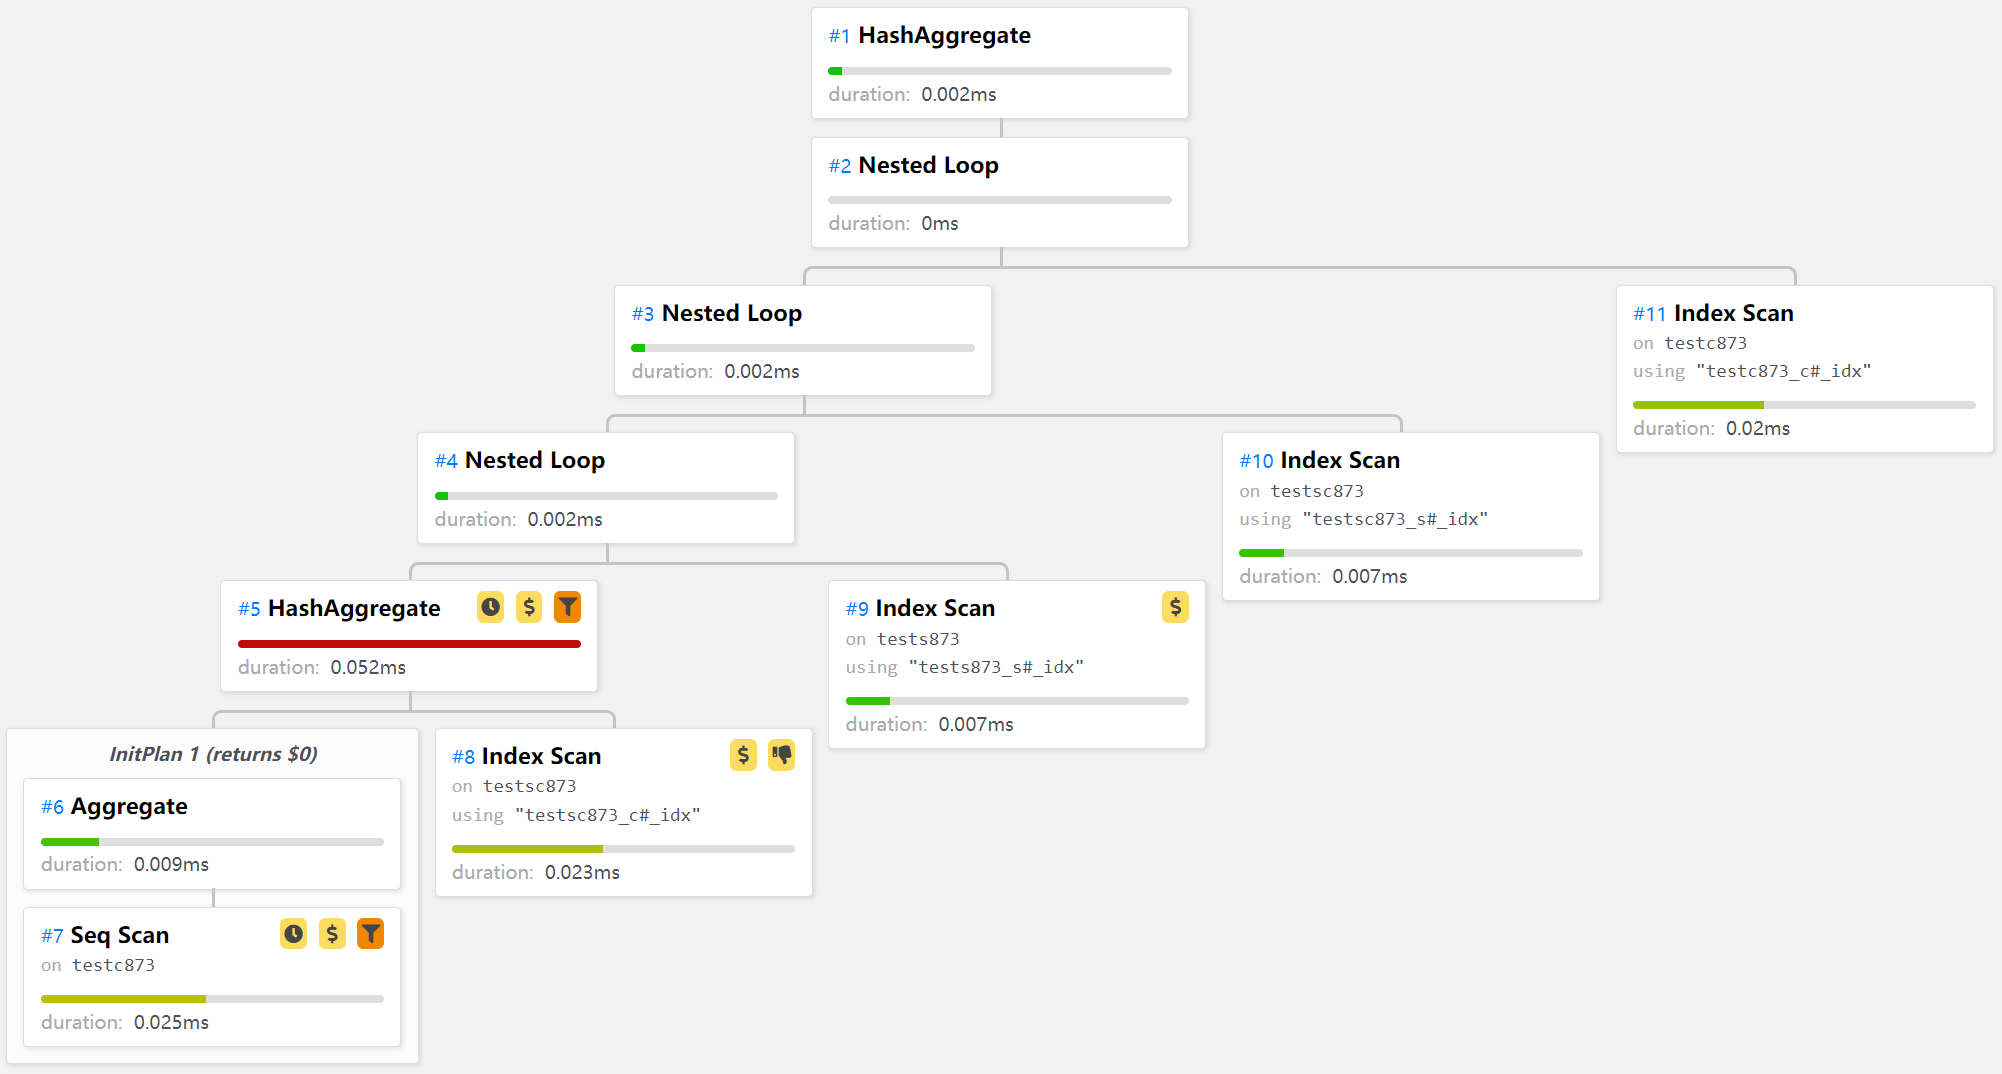 #1 HashAggregate
duration: 0.002ms
#2 Nested Loop
duration: 0ms
#3 Nested Loop
duration: 0.002ms
#11 Index Scan
on testc873
using "testc873_c#_idx"
duration: 0.02ms
#4 Nested Loop
duration: 0.002ms
#10 Index Scan
on testsc873
using "testsc873_s#_idx"
duration: 0.007ms
#5 HashAggregate
duration: 0.052ms
#9 Index Scan
on tests873
using "tests873_s#_idx"
duration: 0.007ms
InitPlan 1 (returns $0)
#6 Aggregate
duration: 0.009ms
#7 Seq Scan
on testc873
duration: 0.025ms
#8 Index Scan
on testsc873
using "testsc873_c#_idx"
duration: 0.023ms